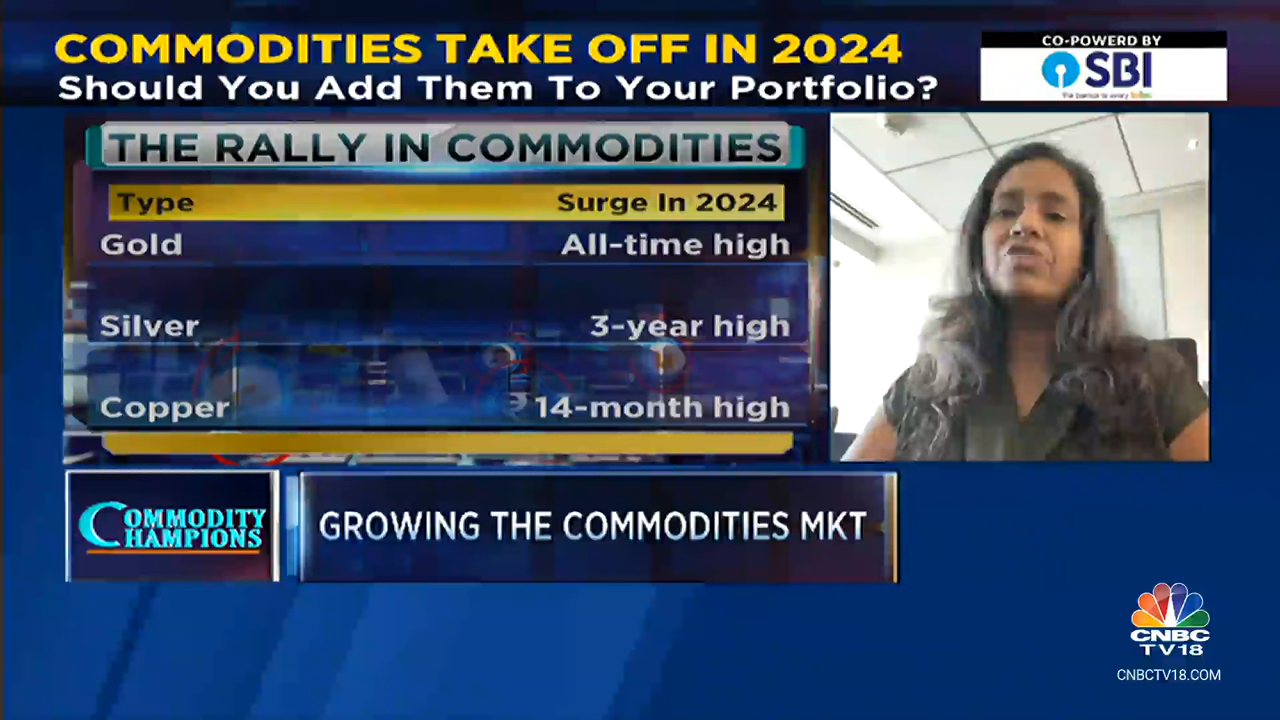 COMMODITIES TAKE OFF IN 2024
Should You Add Them To Your Portfolio?
CO-POWERD BY
SBI
THE RALLY IN COMMODITIES
Type Surge In 2024
Gold All-time high
Silver 3-year high
Copper 14-month high
COMMODITY
CHAMPIONS
GROWING THE COMMODITIES MKT
CNBC
TV18
CNBCTV18.COM